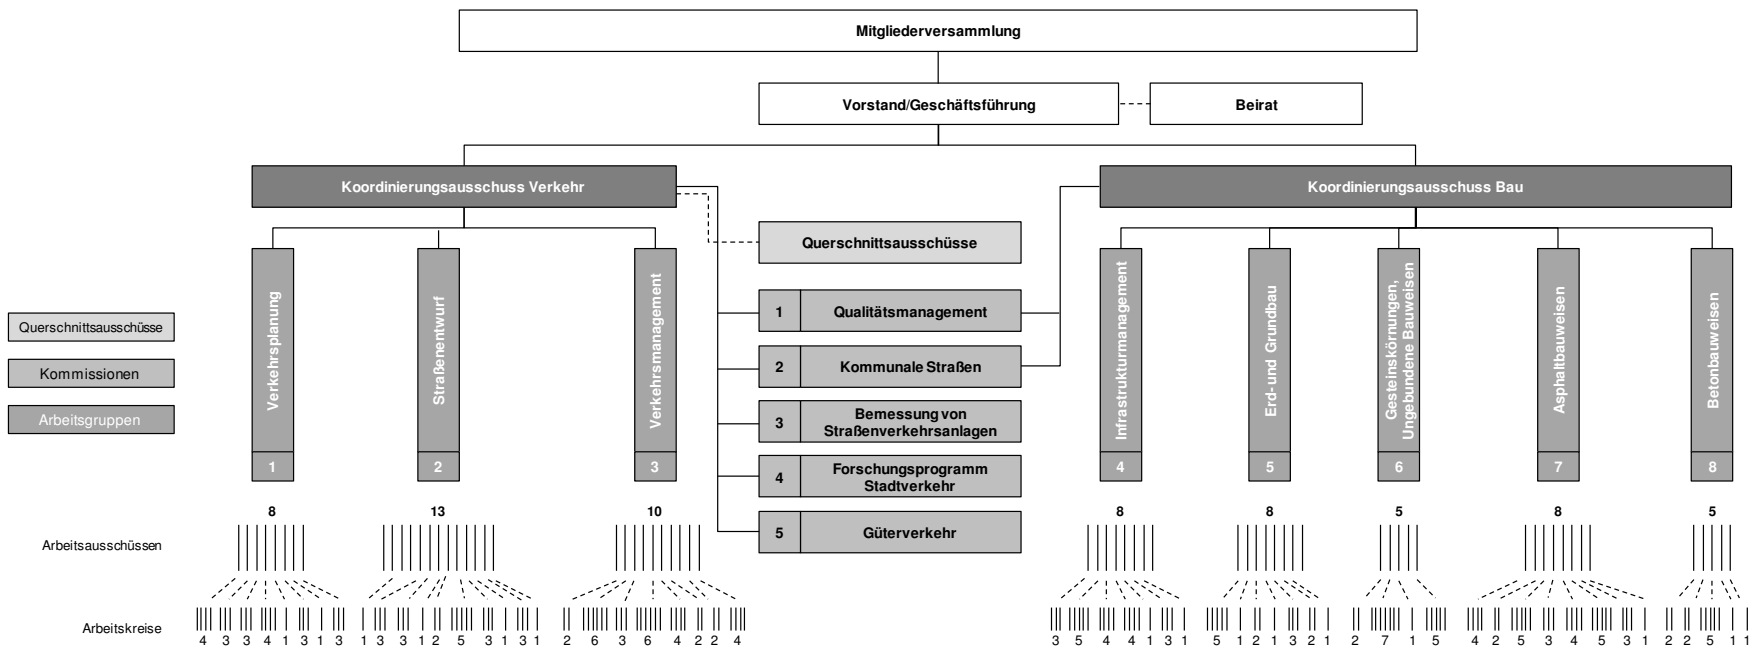 Mitgliederversammlung
Vorstand/Geschäftsführung
Beirat
Koordinierungsausschuss Verkehr
Koordinierungsausschuss Bau
Querschnittsausschüsse
1 Qualitätsmanagement
2 Kommunale Straßen
3 Bemessung von
Straßenverkehrsanlagen
4 Forschungsprogramm
Stadtverkehr
5 Güterverkehr
Querschnittsausschüsse
Kommissionen
Arbeitsgruppen
Verkehrsplanung
1
Straßenentwurf
2
Verkehrsmanagement
3
Infrastrukturmanagement
4
Erd- und Grundbau
5
Gesteinskörnungen,
Ungebundene Bauweisen
6
Asphaltbauweisen
7
Betonbauweisen
8
8 13 10 8 8 5 8 5
Arbeitsausschüssen
Arbeitskreise
4 3 3 4 1 3 1 3
1 3 3 1 2 5 3 1 3 1
2 6 3 6 4 2 2 4
3 5 4 4 1 3 1
5 1 2 1 3 2 1
2 7 1 5
4 2 5 3 4 5 3 1
2 2 5 1 1